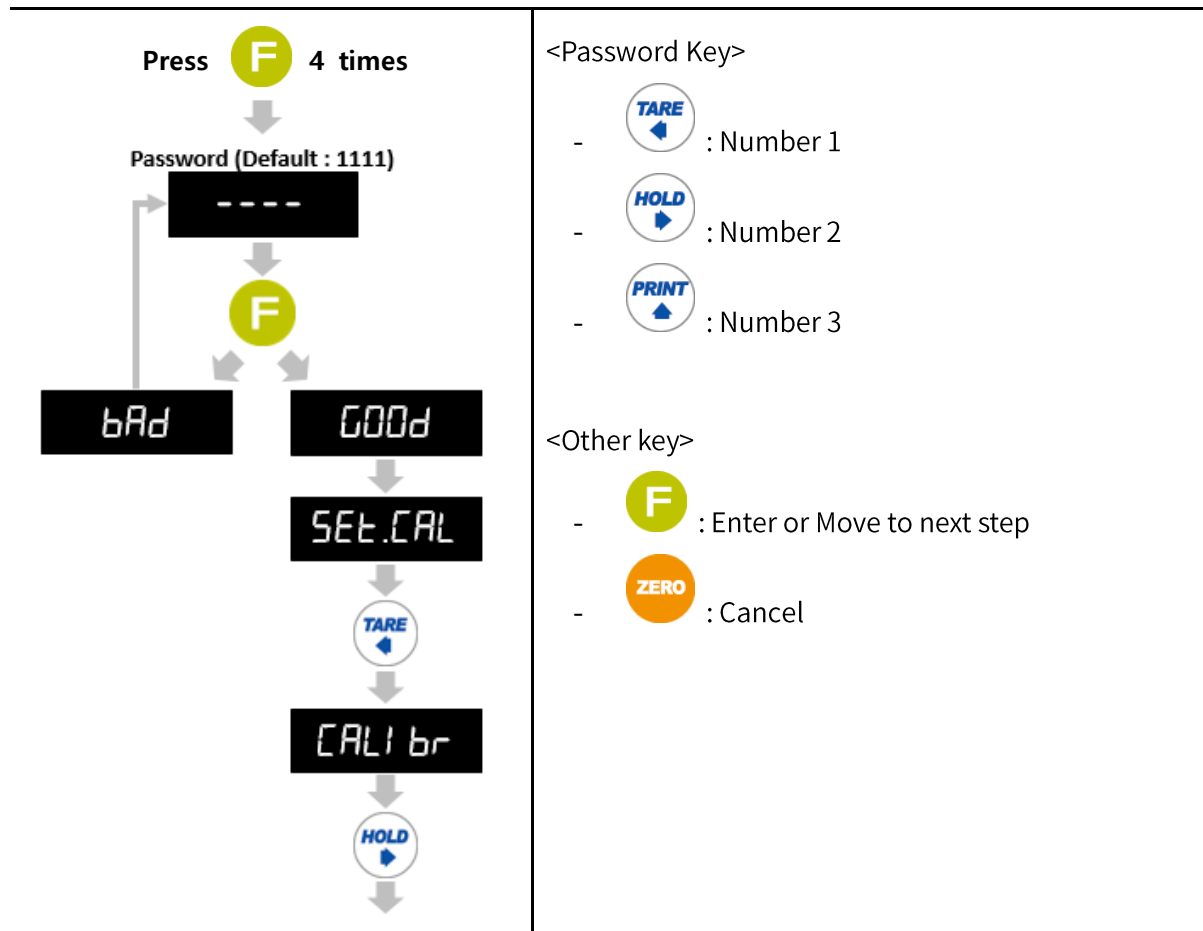 Press F 4 times
Password (Default : 1111)
----
F
bAd
GOOd
SEt.CAL
TARE
CALI br
HOLD
<Password Key>
- TARE : Number 1
- HOLD : Number 2
- PRINT : Number 3
<Other key>
- F : Enter or Move to next step
- ZERO : Cancel